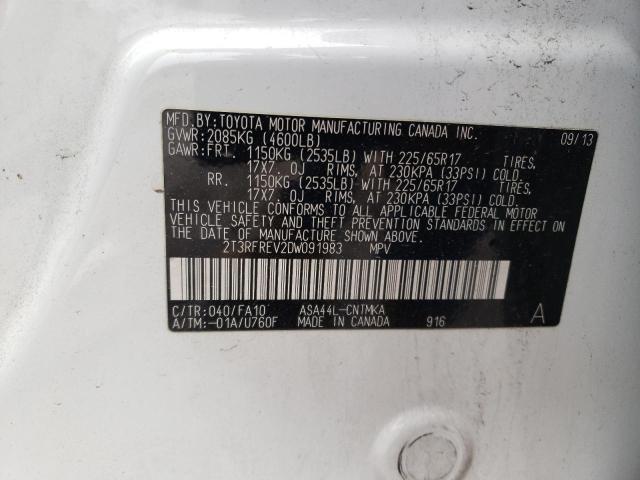 MFD.BY:TOYOTA MOTOR MANUFACTURING CANADA INC.
GVWR:2085KG (4600LB) 09/13
GAWR:FRT. 1150KG (2535LB) WITH 225/65R17 TIRES,
17X7.0J RIMS, AT 230KPA (33PSI) COLD.
RR. 1150KG (2535LB) WITH 225/65R17 TIRES,
17X7.0J RIMS, AT 230KPA (33PSI) COLD.
THIS VEHICLE CONFORMS TO ALL APPLICABLE FEDERAL MOTOR
VEHICLE SAFETY AND THEFT PREVENTION STANDARDS IN EFFECT ON
THE DATE OF MANUFACTURE SHOWN ABOVE.
2T3RFREV2DW091983 MPV
C/TR:040/FA10 ASA44L-CNTMKA A
A/TM:-01A/U760F MADE IN CANADA 916